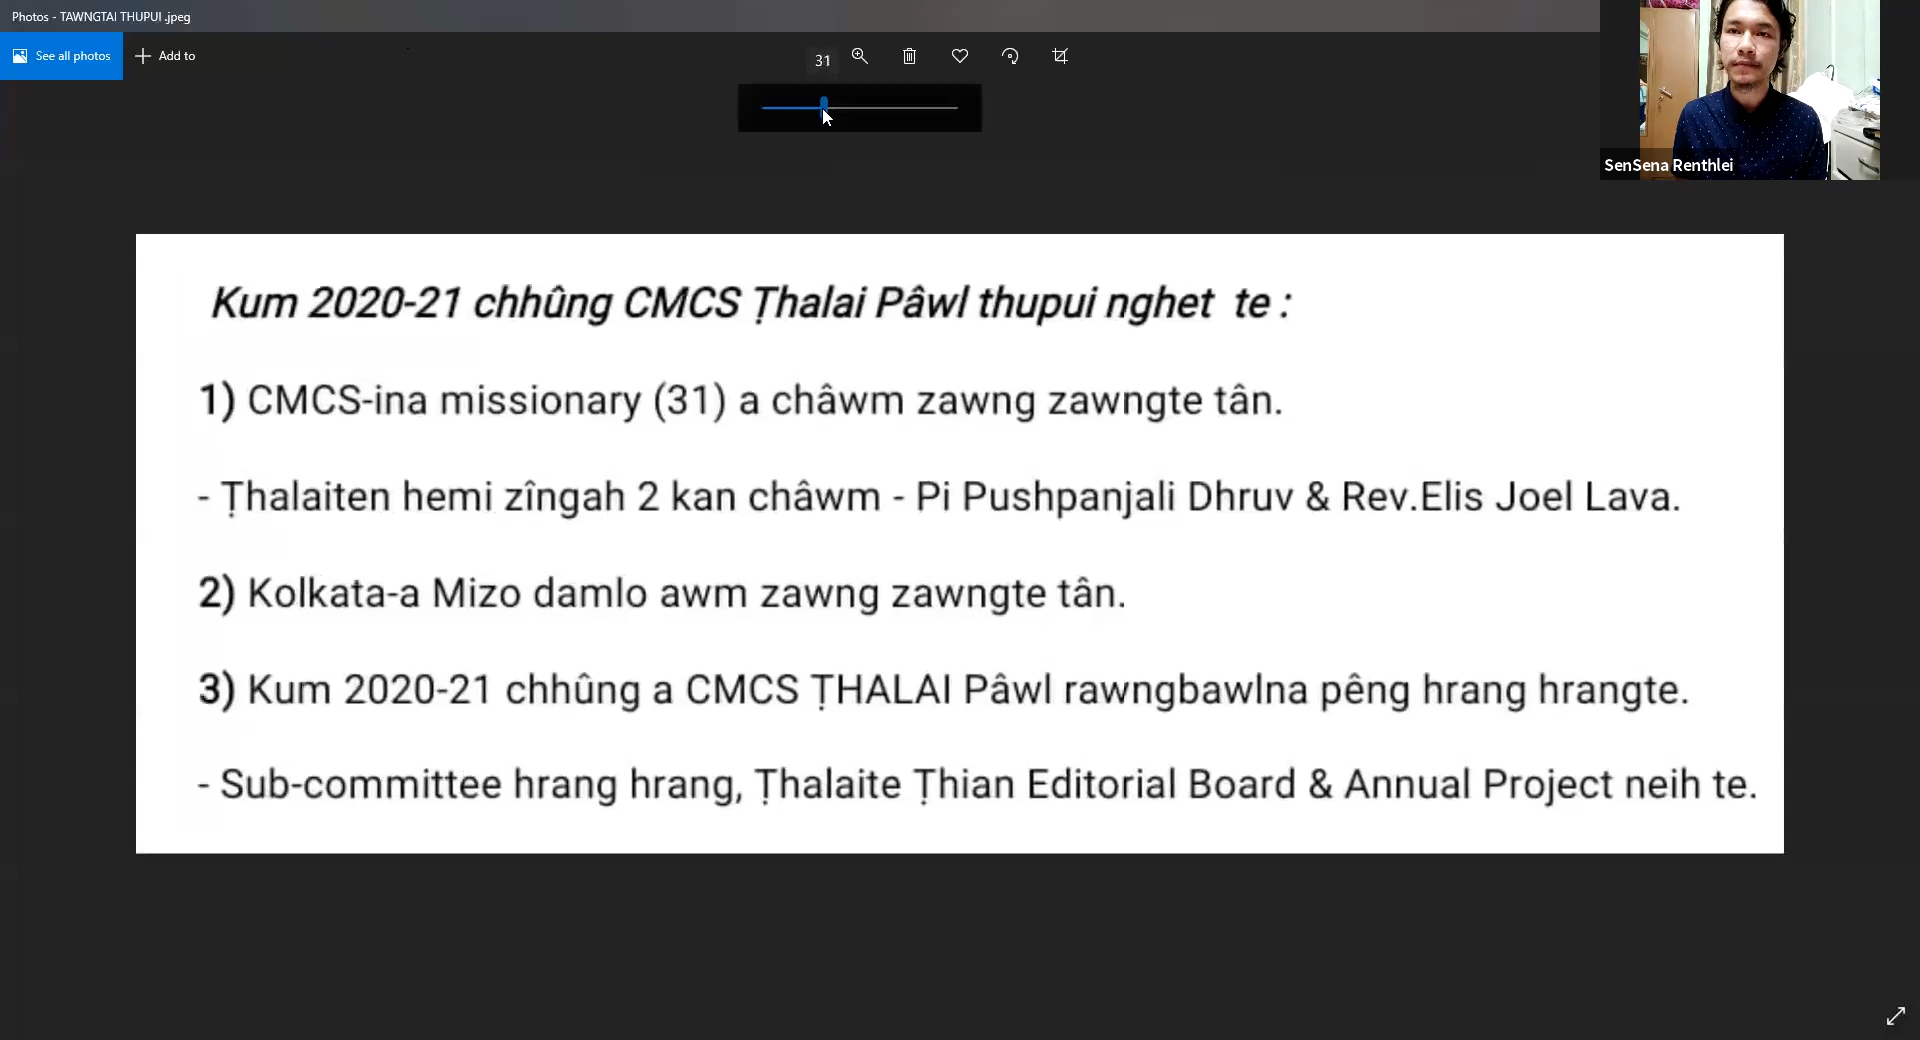 Photos - TAWNGTAI THUPUI .jpeg
See all photos
Add to
31
SenSena Renthlei
Kum 2020-21 chhûng CMCS Ṭhalai Pâwl thupui nghet te :
1) CMCS-ina missionary (31) a châwm zawng zawngte tân.
- Ṭhalaiten hemi zîngah 2 kan châwm - Pi Pushpanjali Dhruv & Rev.Elis Joel Lava.
2) Kolkata-a Mizo damlo awm zawng zawngte tân.
3) Kum 2020-21 chhûng a CMCS ṬHALAI Pâwl rawngbawlna pêng hrang hrangte.
- Sub-committee hrang hrang, Ṭhalaite Ṭhian Editorial Board & Annual Project neih te.